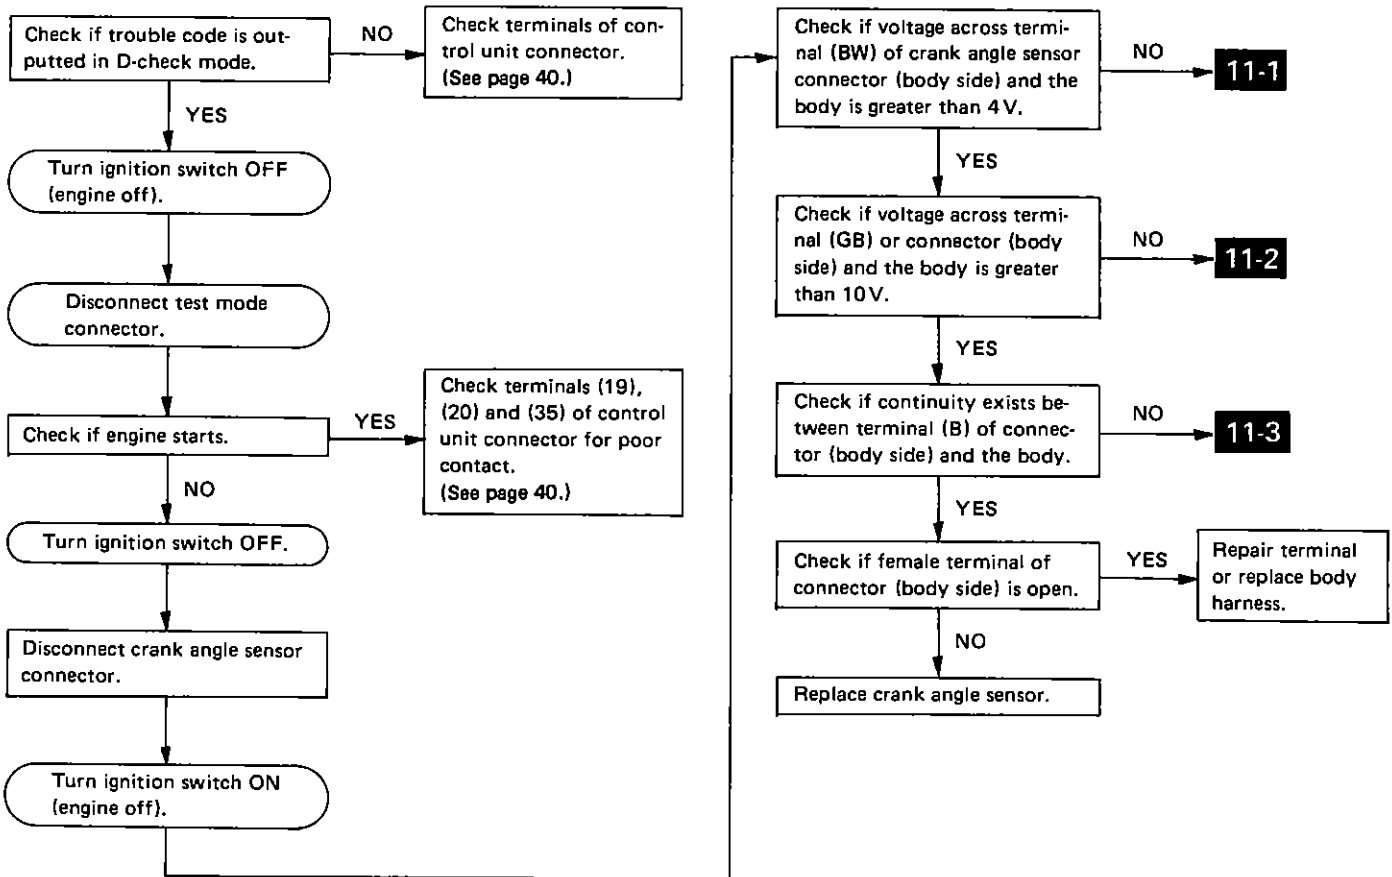 Check if trouble code is out-
putted in D-check mode.
NO
Check terminals of con-
trol unit connector.
(See page 40.)
YES
Turn ignition switch OFF
(engine off).
Disconnect test mode
connector.
Check if engine starts.
YES
Check terminals (19),
(20) and (35) of control
unit connector for poor
contact.
(See page 40.)
NO
Turn ignition switch OFF.
Disconnect crank angle sensor
connector.
Turn ignition switch ON
(engine off).
Check if voltage across termi-
nal (BW) of crank angle sensor
connector (body side) and the
body is greater than 4 V.
NO
11-1
YES
Check if voltage across termi-
nal (GB) or connector (body
side) and the body is greater
than 10 V.
NO
11-2
YES
Check if continuity exists be-
tween terminal (B) of connec-
tor (body side) and the body.
NO
11-3
YES
Check if female terminal of
connector (body side) is open.
YES
Repair terminal
or replace body
harness.
NO
Replace crank angle sensor.